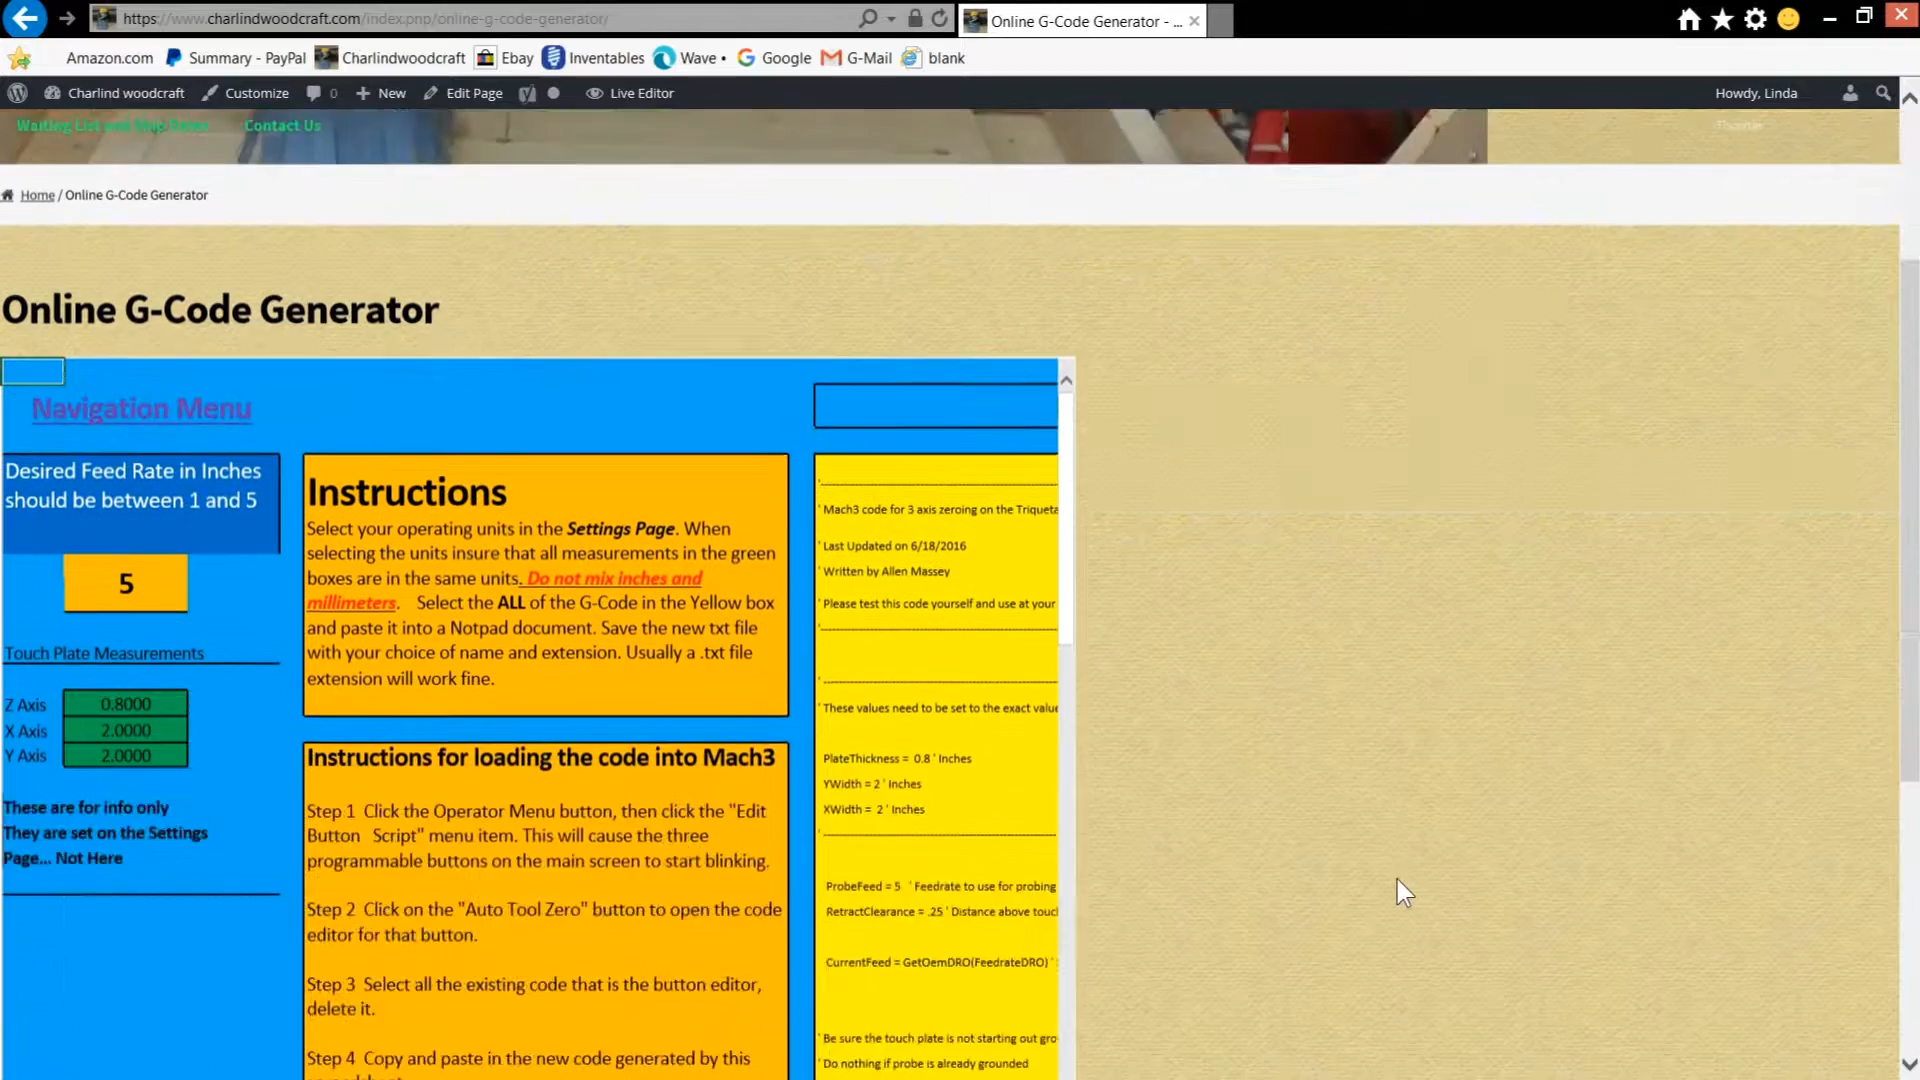 https://www.charlindwoodcraft.com/index.php/online-g-code-generator/
Online G-Code Generator - ...
Amazon.com
Summary - PayPal
Charlindwoodcraft
Ebay
Inventables
Wave •
Google
G-Mail
blank
Charlind woodcraft
Customize
0
New
Edit Page
Live Editor
Howdy, Linda
Waiting List and Ship Dates
Contact Us
Home / Online G-Code Generator
Online G-Code Generator
Navigation Menu
Desired Feed Rate in Inches
should be between 1 and 5
5
Touch Plate Measurements
Z Axis 0.8000
X Axis 2.0000
Y Axis 2.0000
These are for info only
They are set on the Settings
Page... Not Here
Instructions
Select your operating units in the Settings Page. When
selecting the units insure that all measurements in the green
boxes are in the same units. Do not mix inches and
millimeters. Select the ALL of the G-Code in the Yellow box
and paste it into a Notpad document. Save the new txt file
with your choice of name and extension. Usually a .txt file
extension will work fine.
Instructions for loading the code into Mach3
Step 1 Click the Operator Menu button, then click the "Edit
Button Script" menu item. This will cause the three
programmable buttons on the main screen to start blinking.
Step 2 Click on the "Auto Tool Zero" button to open the code
editor for that button.
Step 3 Select all the existing code that is the button editor,
delete it.
Step 4 Copy and paste in the new code generated by this
' Mach3 code for 3 axis zeroing on the Triqueta
' Last Updated on 6/18/2016
' Written by Allen Massey
' Please test this code yourself and use at your
' These values need to be set to the exact value
PlateThickness = 0.8 ' Inches
YWidth = 2 ' Inches
XWidth = 2 ' Inches
ProbeFeed = 5 ' Feedrate to use for probing
RetractClearance = .25 ' Distance above touch
CurrentFeed = GetOemDRO(FeedrateDRO) '
' Be sure the touch plate is not starting out gro
' Do nothing if probe is already grounded